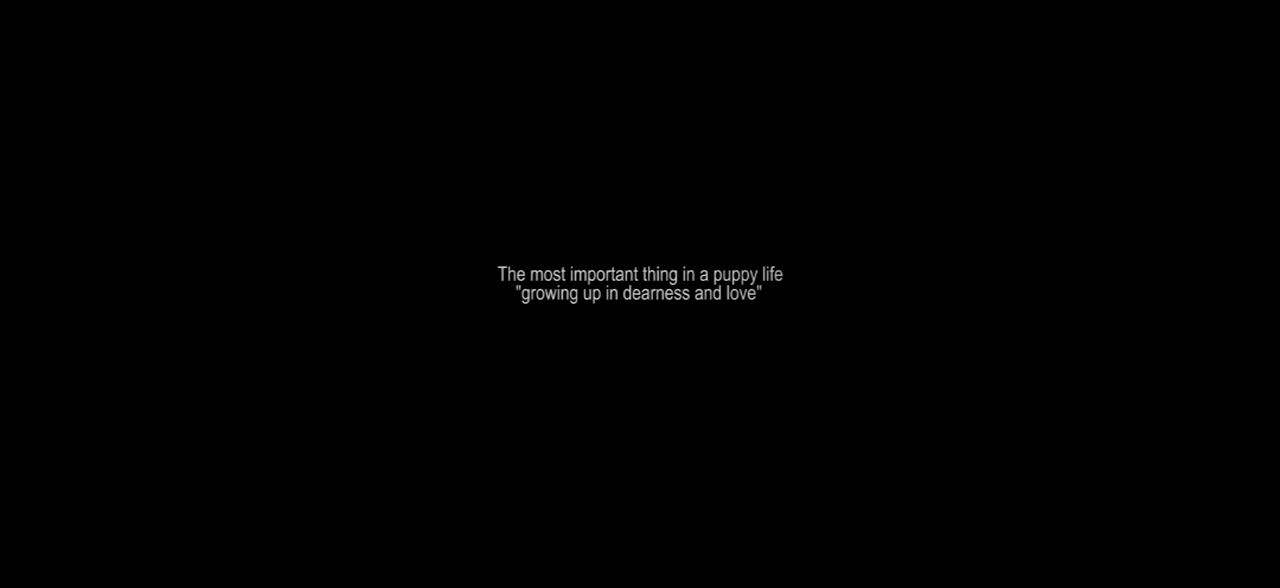 The most important thing in a puppy life
"growing up in dearness and love"